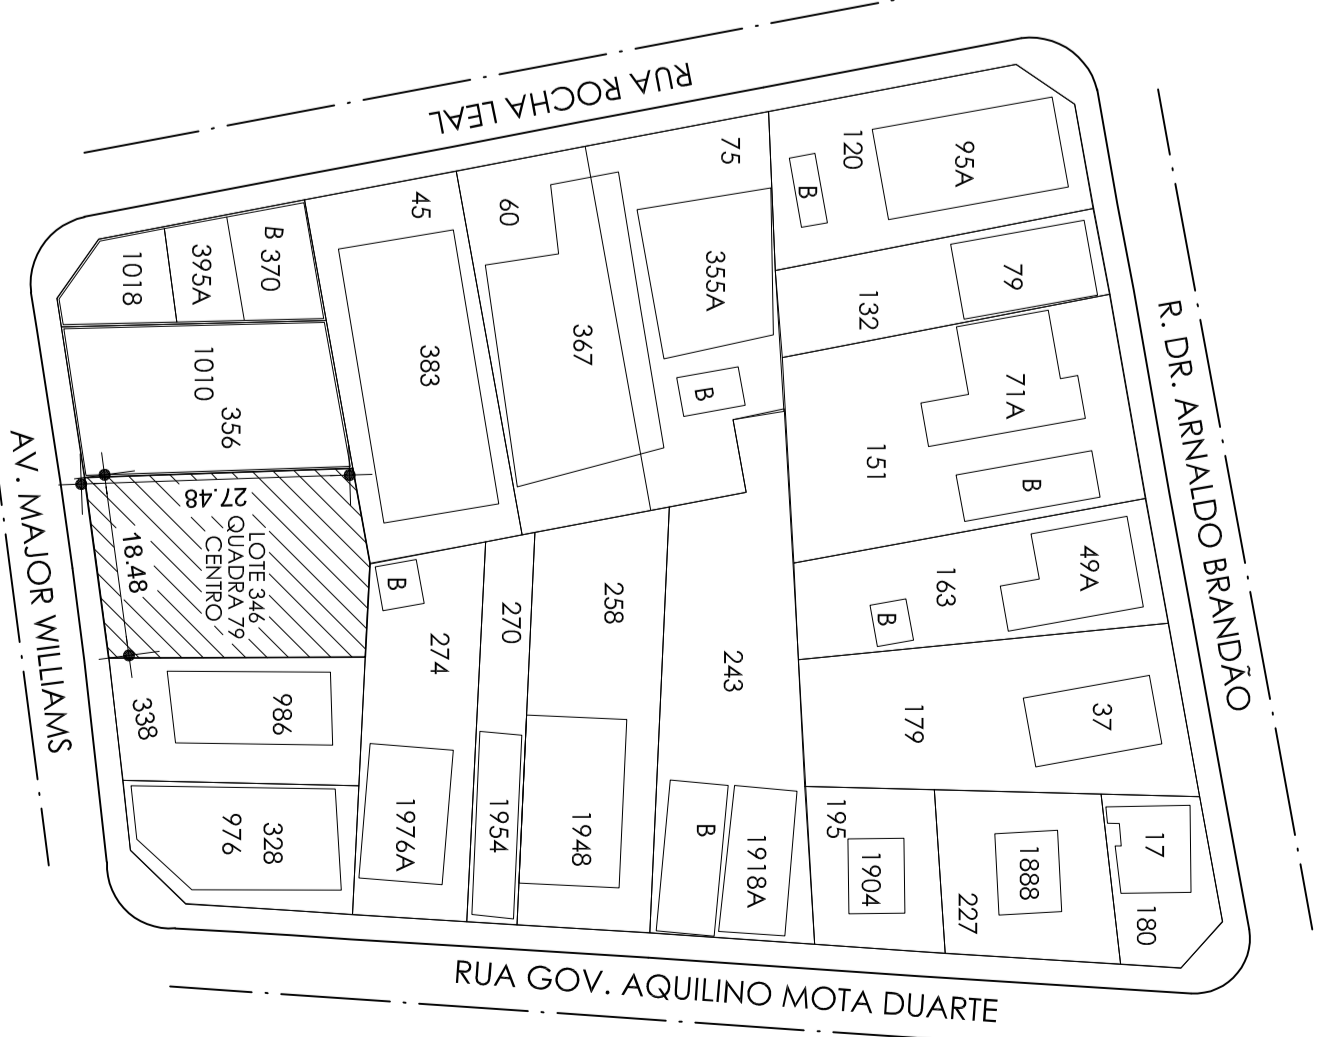 RUA ROCHA LEAL
75
120
95A
B
45
60
B 370
395A
1018
355A
79
132
367
383
1010
356
B
71A
151
R. DR. ARNALDO BRANDÃO
AV. MAJOR WILLIAMS
27.48
LOTE 346
QUADRA 79
CENTRO
18.48
B
49A
163
B
B
274
270
258
243
179
37
338
986
328
976
1976A
1954
1948
B
1918A
195
1904
1888
227
17
180
RUA GOV. AQUILINO MOTA DUARTE